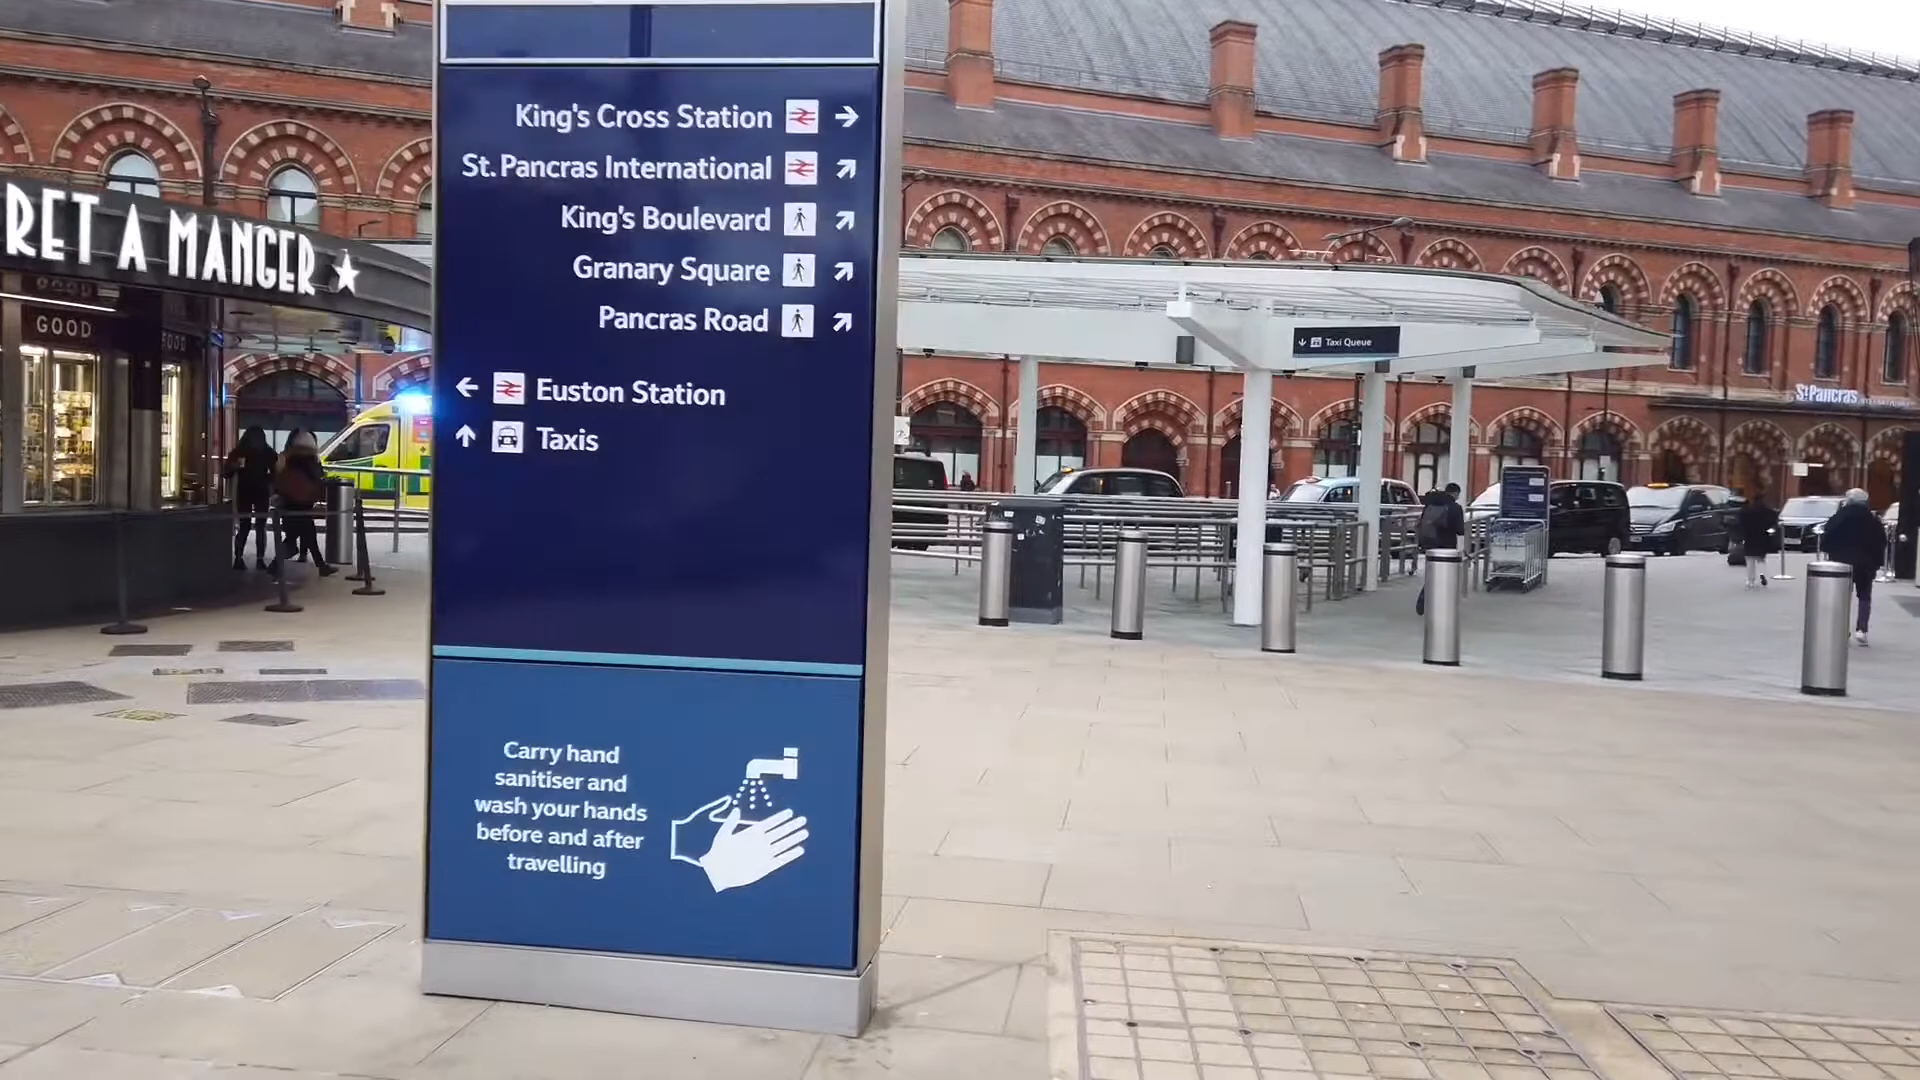 King's Cross Station
St. Pancras International
King's Boulevard
Granary Square
Pancras Road
Euston Station
Taxis
Carry hand
sanitiser and
wash your hands
before and after
travelling
RET A MANGER
GOOD
FOOD
Taxi Queue
St Pancras